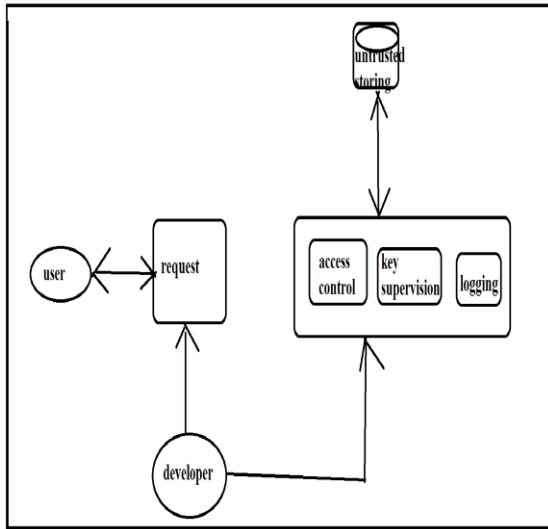 untrusted
storing
access
control
key
supervision
logging
user
request
developer